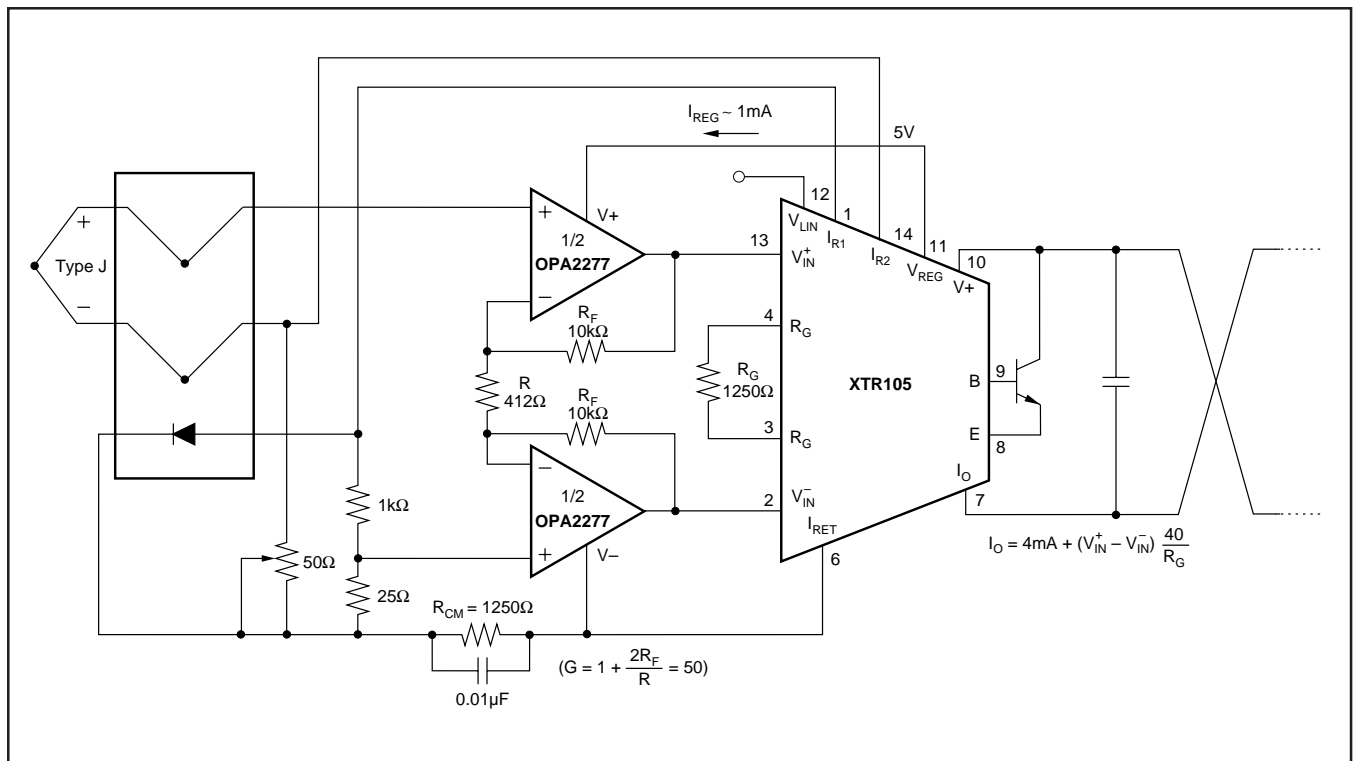 I_REG ~ 1mA
5V
12
V_LIN
1
I_R1
14
I_R2
11
V_REG
10
V+
+
Type J
–
+
1/2
OPA2277
–
V+
13
V_IN^+
R_F
10kΩ
R
412Ω
R_F
10kΩ
4
R_G
R_G
1250Ω
3
R_G
XTR105
B
9
E
8
–
1/2
OPA2277
+
V–
2
V_IN^–
I_RET
6
I_O
7
1kΩ
50Ω
25Ω
R_CM = 1250Ω
0.01µF
(G = 1 + 2R_F / R = 50)
I_O = 4mA + (V_IN^+ – V_IN^–) 40 / R_G